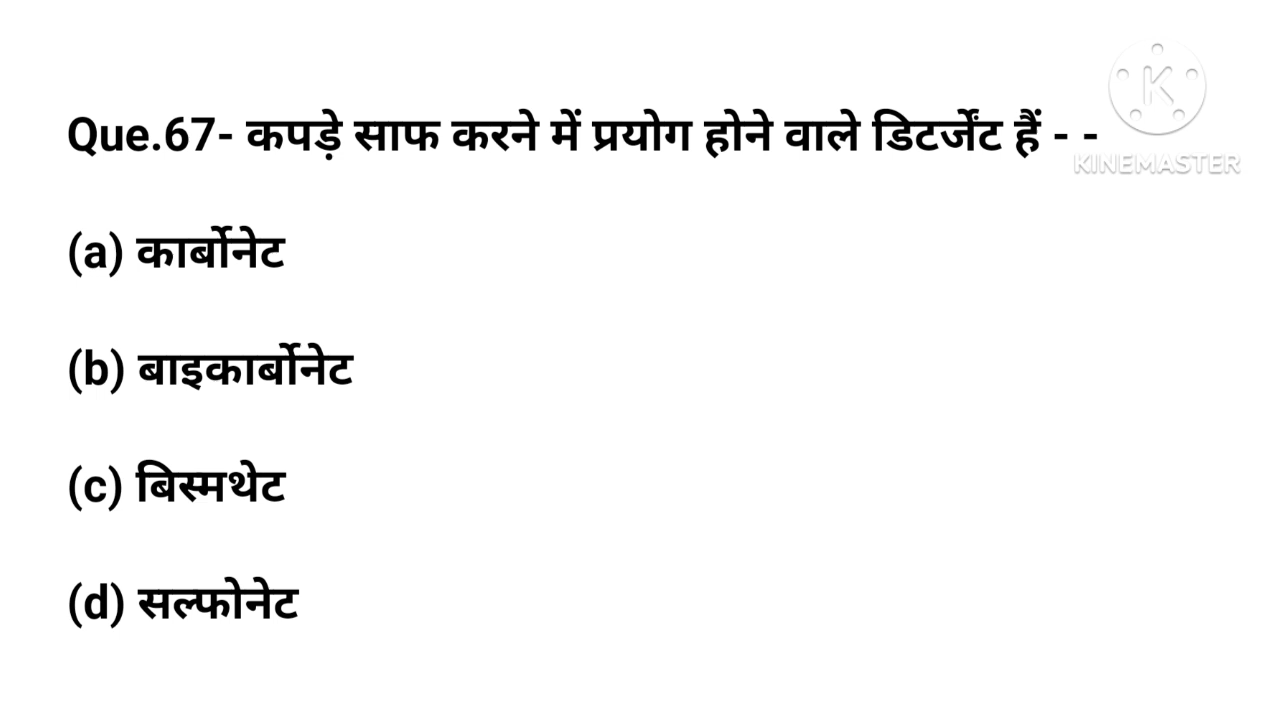 Que.67- कपड़े साफ करने में प्रयोग होने वाले डिटर्जेंट हैं - -
KINEMASTER
(a) कार्बोनेट
(b) बाइकार्बोनेट
(c) बिस्मथेट
(d) सल्फोनेट